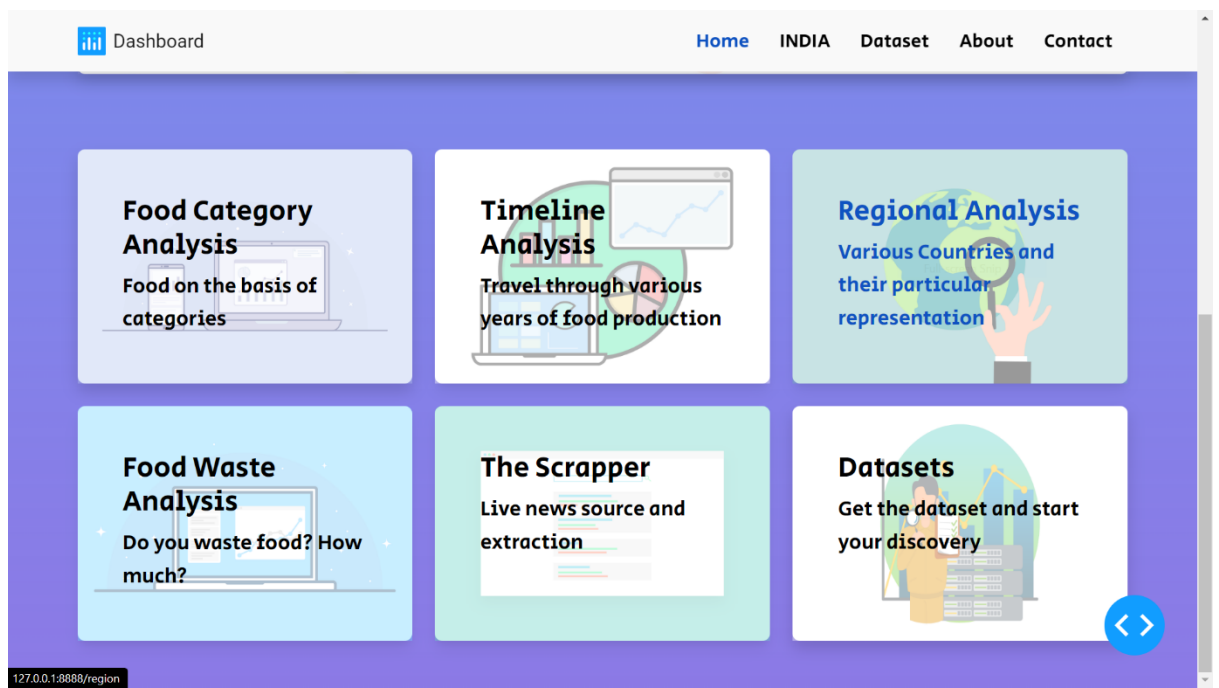 Dashboard
Home INDIA Dataset About Contact
Food Category
Analysis
Food on the basis of
categories
Timeline
Analysis
Travel through various
years of food production
Regional Analysis
Various Countries and
their particular
representation
Food Waste
Analysis
Do you waste food? How
much?
The Scrapper
Live news source and
extraction
Datasets
Get the dataset and start
your discovery
127.0.0.1:8888/region